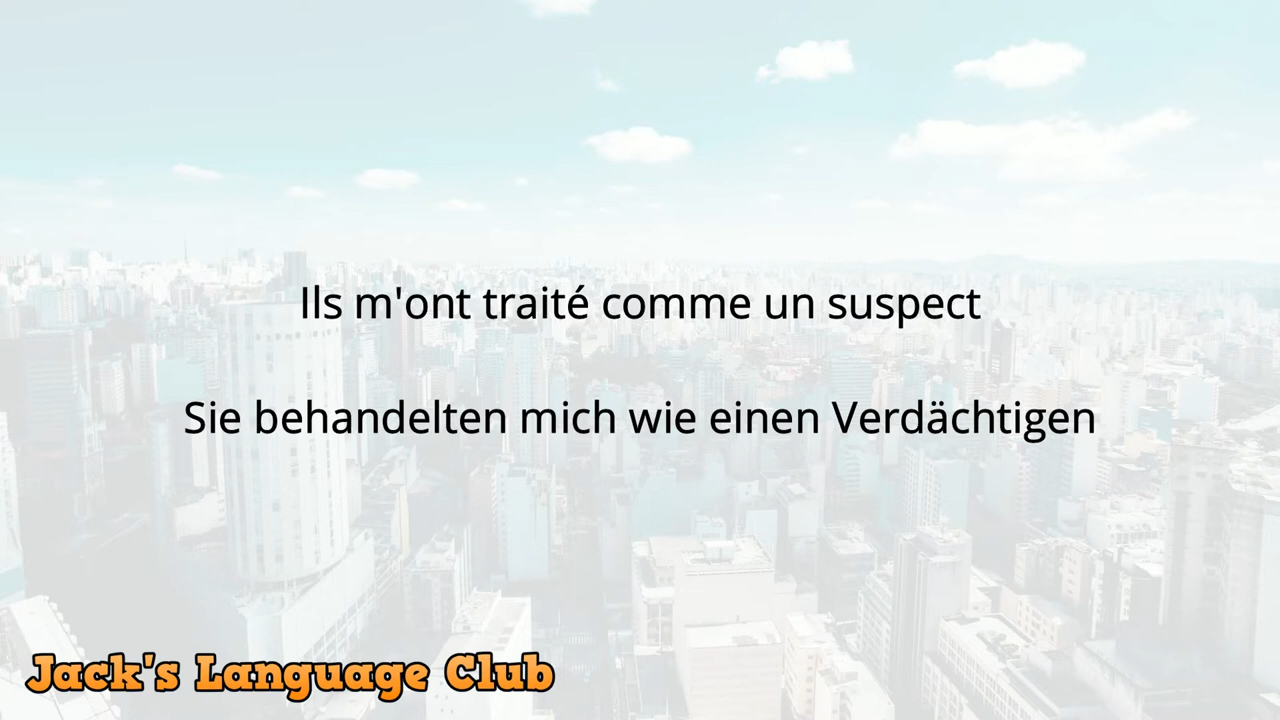 Ils m'ont traité comme un suspect
Sie behandelten mich wie einen Verdächtigen
Jack's Language Club